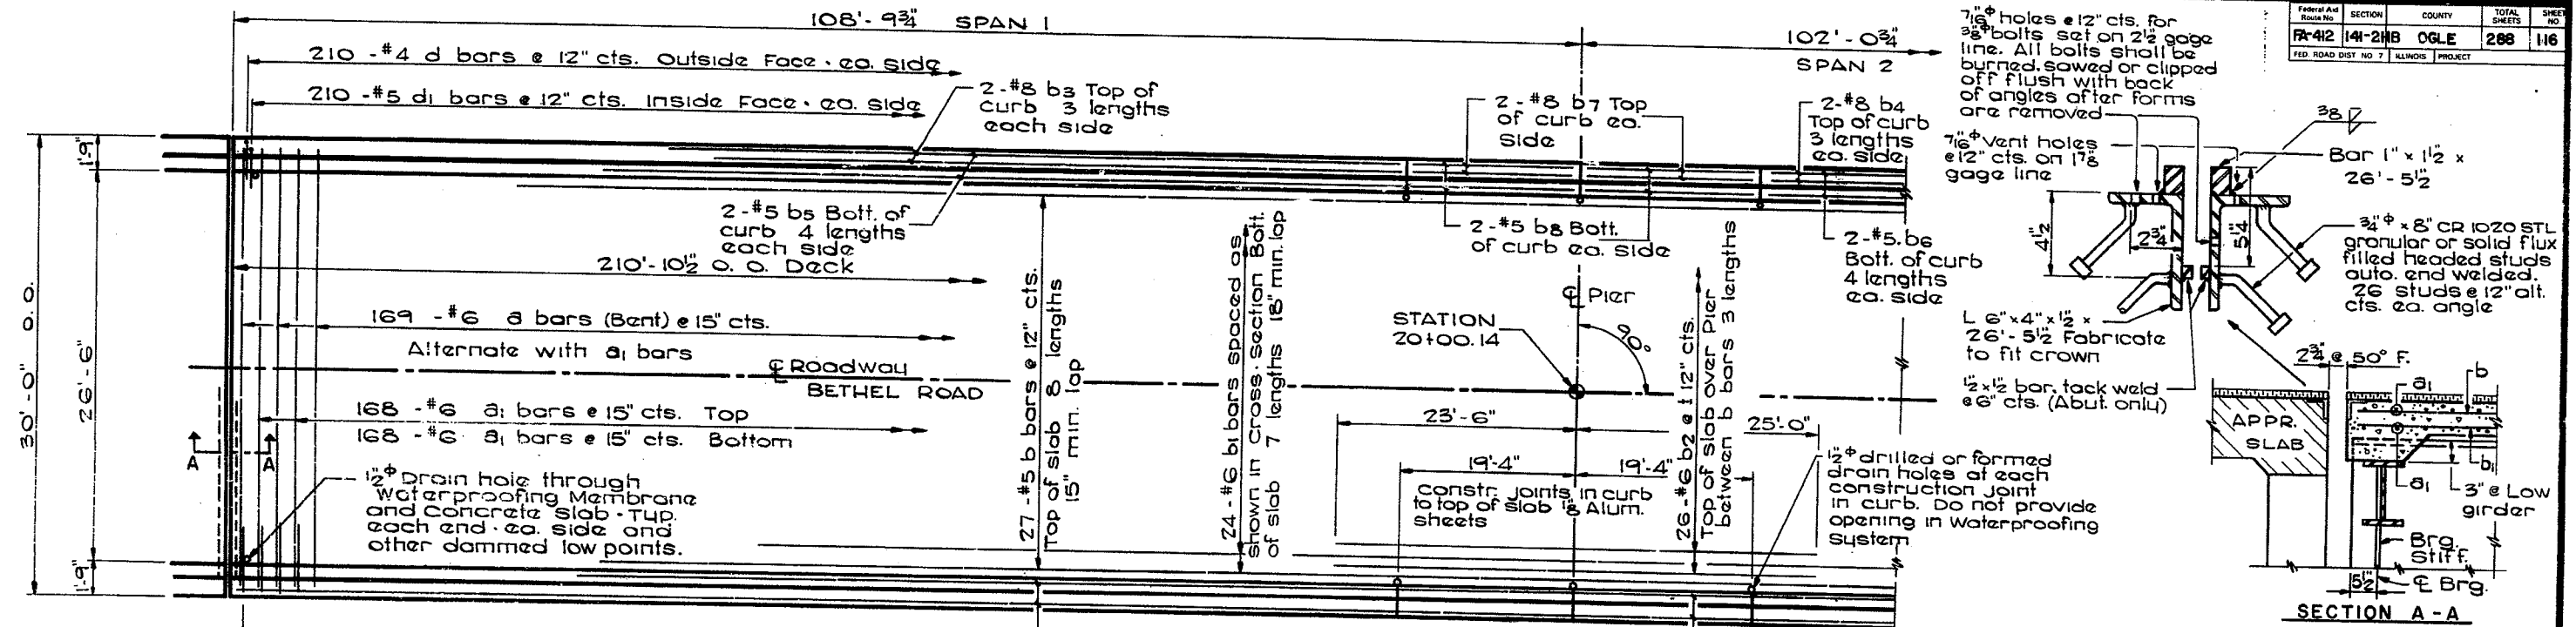 108'-9¾" SPAN 1
102'-0¾"
SPAN 2
210 -#4 d bars @ 12" cts. Outside Face · ea. side
210 -#5 d1 bars @ 12" cts. Inside Face · ea. side
2-#8 b3 Top of
curb 3 lengths
each side
2-#8 b7 Top
of curb ea.
side
2-#8 b4
Top of curb
3 lengths
ea. side
1'-9"
26'-6"
30'-0" O. O.
1'-9"
2-#5 b5 Bott. of
curb 4 lengths
each side
210'-10½ O. O. Deck
2-#5 b8 Bott.
of curb ea. side
2-#5 b6
Bott. of curb
4 lengths
ea. side
169 -#6 a bars (Bent) @ 15" cts.
Alternate with a1 bars
℄ Roadway
BETHEL ROAD
168 -#6 a1 bars @ 15" cts. Top
168 -#6 a1 bars @ 15" cts. Bottom
A A
½"φ Drain hole through
Waterproofing Membrane
and Concrete slab · Typ.
each end · ea. side and
other dammed low points.
27 -#5 b bars @ 12" cts.
Top of slab 8 lengths
15" min. lap
24 -#6 b1 bars spaced as
shown in Cross-Section Bott.
of slab 7 lengths 18" min. lap
℄ Pier
STATION
20+00.14
90°
23'-6"
25'-0"
19'-4"
19'-4"
constr. joints in curb
to top of slab ⅛ Alum.
sheets
26 -#6 b2 @ ± 12" cts.
Top of slab over Pier
between b bars 3 lengths
½"φ drilled or formed
drain holes at each
construction joint
in curb. Do not provide
opening in Waterproofing
system
Federal Aid Route No SECTION COUNTY TOTAL SHEETS SHEET NO
FA-412 141-2HB OGLE 288 116
FED. ROAD DIST NO 7 ILLINOIS PROJECT
7/16"φ holes @ 12" cts. for
⅜"φ bolts set on 2½ gage
line. All bolts shall be
burned, sawed or clipped
off flush with back
of angles after forms
are removed
7/16"φ Vent holes
@ 12" cts. on 1⅞
gage line
⅜
Bar 1" x 1½ x
26'-5½
4½
2¾"
5¼
¾"φ x 8" CR 1020 STL
granular or solid flux
filled headed studs
auto. end welded.
26 studs @ 12" alt.
cts. ea. angle
L 6" x 4" x ½ x
26'-5½ Fabricate
to fit crown
½ x ½ bar, tack weld
@ 6" cts. (Abut. only)
2¾ @ 50° F.
APPR.
SLAB
a1
b
b1
a1
3" @ Low
girder
Brg.
Stiff.
5½"
℄ Brg.
SECTION A-A